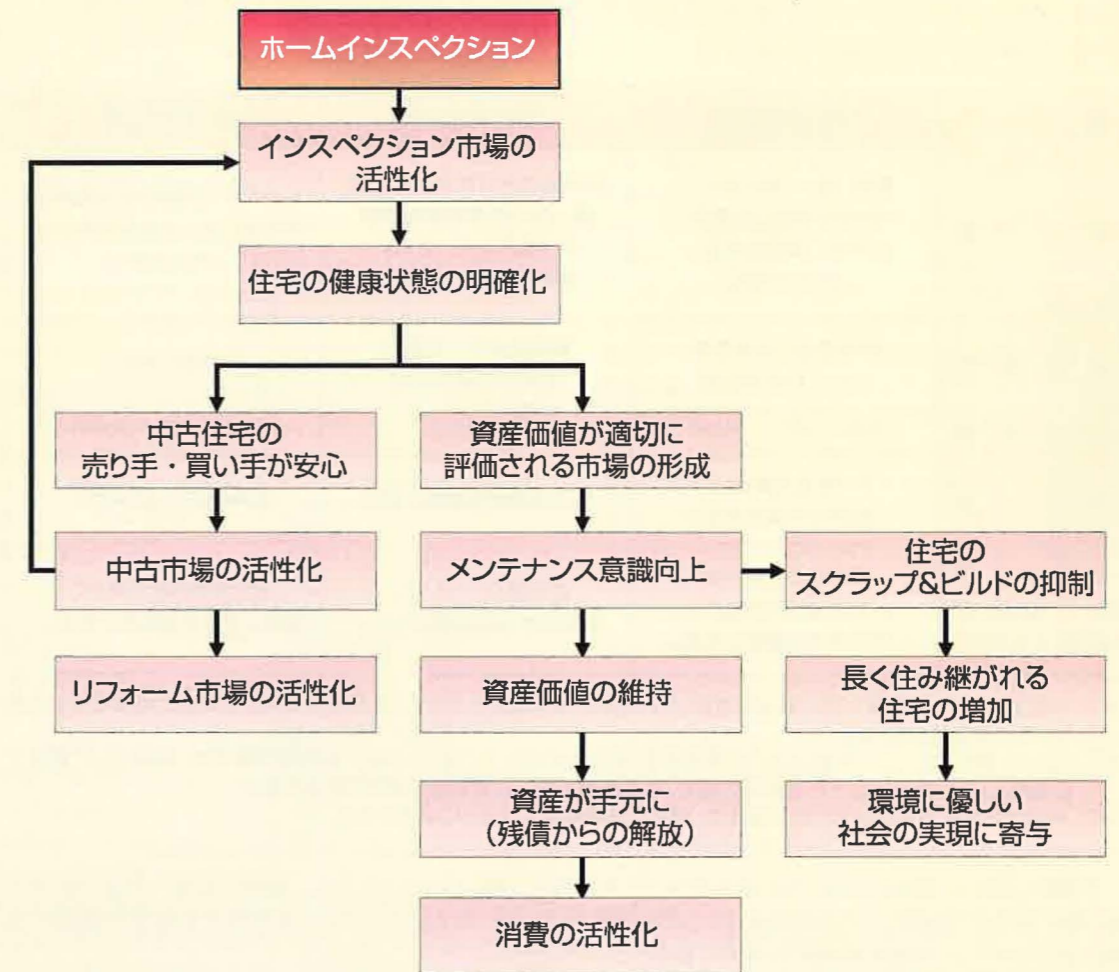 ホームインスペクション
インスペクション市場の
活性化
住宅の健康状態の明確化
中古住宅の
売り手・買い手が安心
資産価値が適切に
評価される市場の形成
中古市場の活性化
メンテナンス意識向上
住宅の
スクラップ&ビルドの抑制
リフォーム市場の活性化
資産価値の維持
長く住み継がれる
住宅の増加
資産が手元に
（残債からの解放）
環境に優しい
社会の実現に寄与
消費の活性化